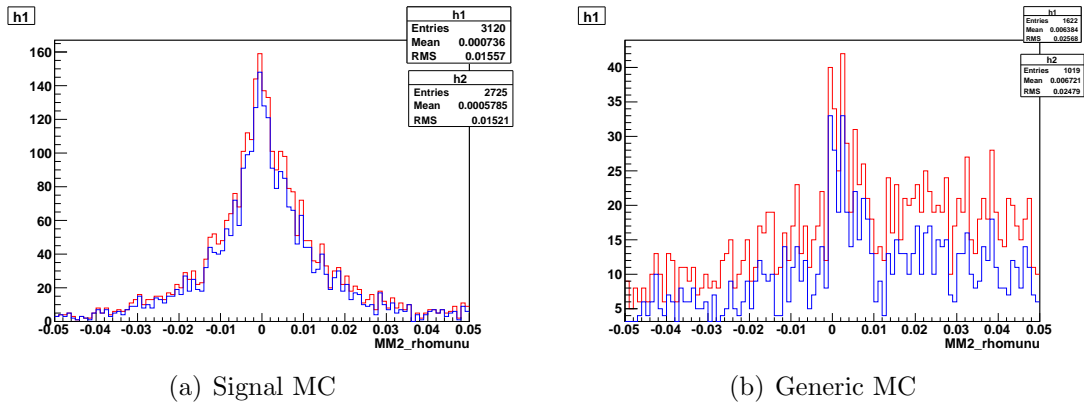 h1
h1
Entries 3120
Mean 0.000736
RMS 0.01557
h2
Entries 2725
Mean 0.0005785
RMS 0.01521
160
140
120
100
80
60
40
20
0
-0.05 -0.04 -0.03 -0.02 -0.01 0 0.01 0.02 0.03 0.04 0.05
MM2_rhomunu
(a) Signal MC
h1
h1
Entries 1622
Mean 0.006384
RMS 0.02568
h2
Entries 1019
Mean 0.006721
RMS 0.02479
40
35
30
25
20
15
10
5
-0.05 -0.04 -0.03 -0.02 -0.01 0 0.01 0.02 0.03 0.04 0.05
MM2_rhomunu
(b) Generic MC